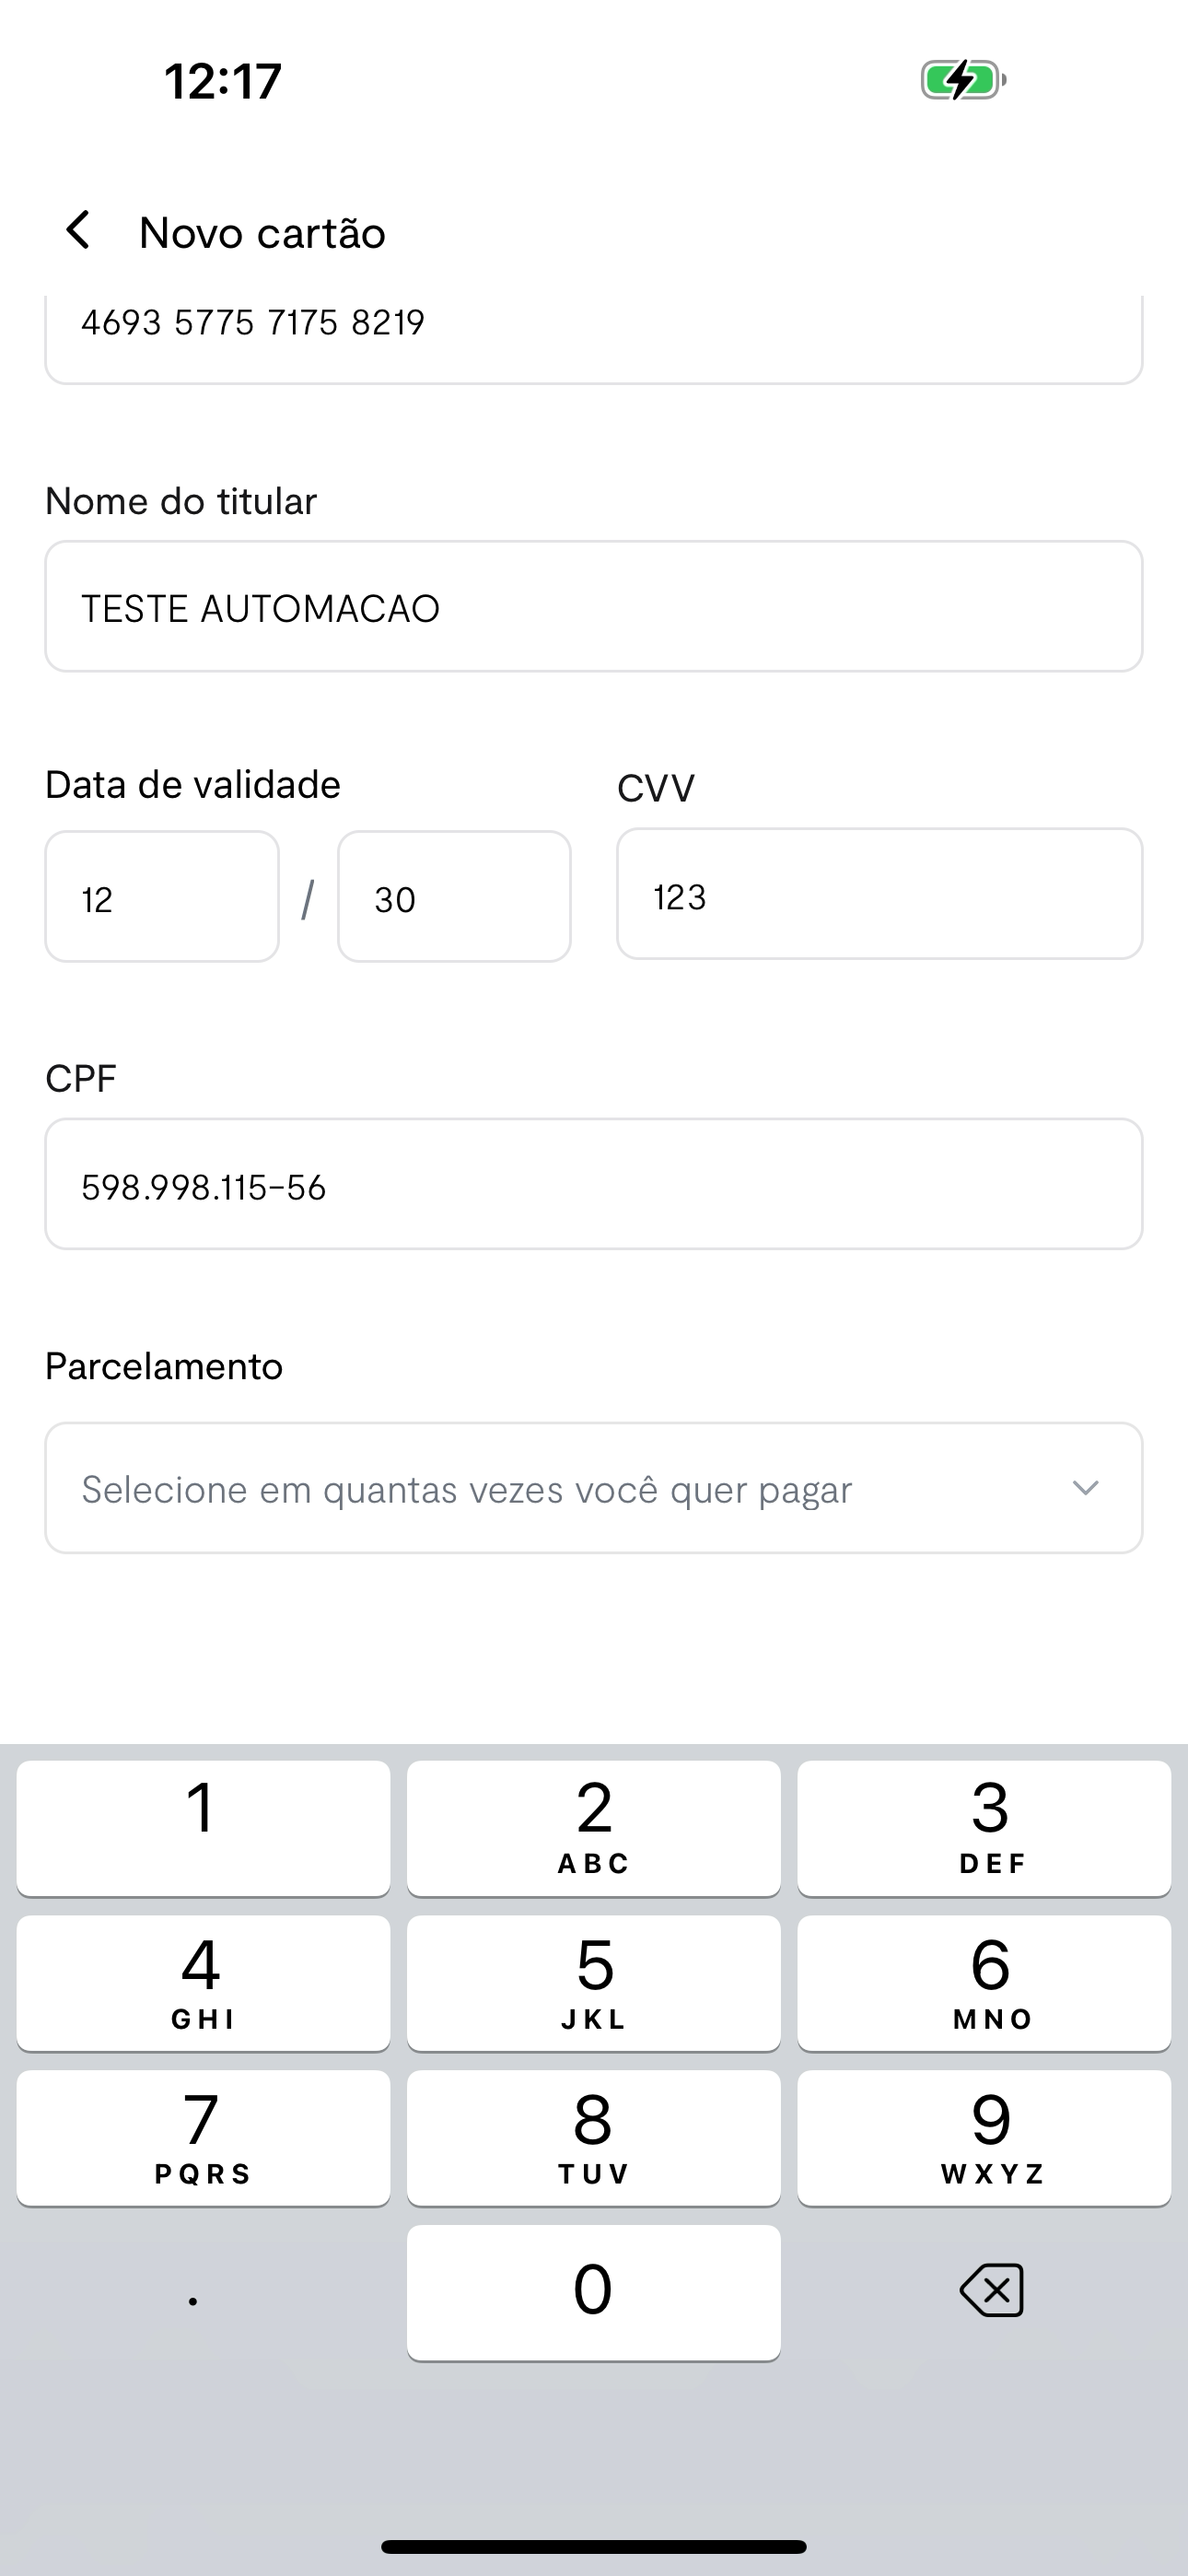 12:17
Novo cartão
4693 5775 7175 8219
Nome do titular
TESTE AUTOMACAO
Data de validade
CVV
12 / 30
123
CPF
598.998.115-56
Parcelamento
Selecione em quantas vezes você quer pagar
1 2 3
ABC DEF
4 5 6
GHI JKL MNO
7 8 9
PQRS TUV WXYZ
. 0